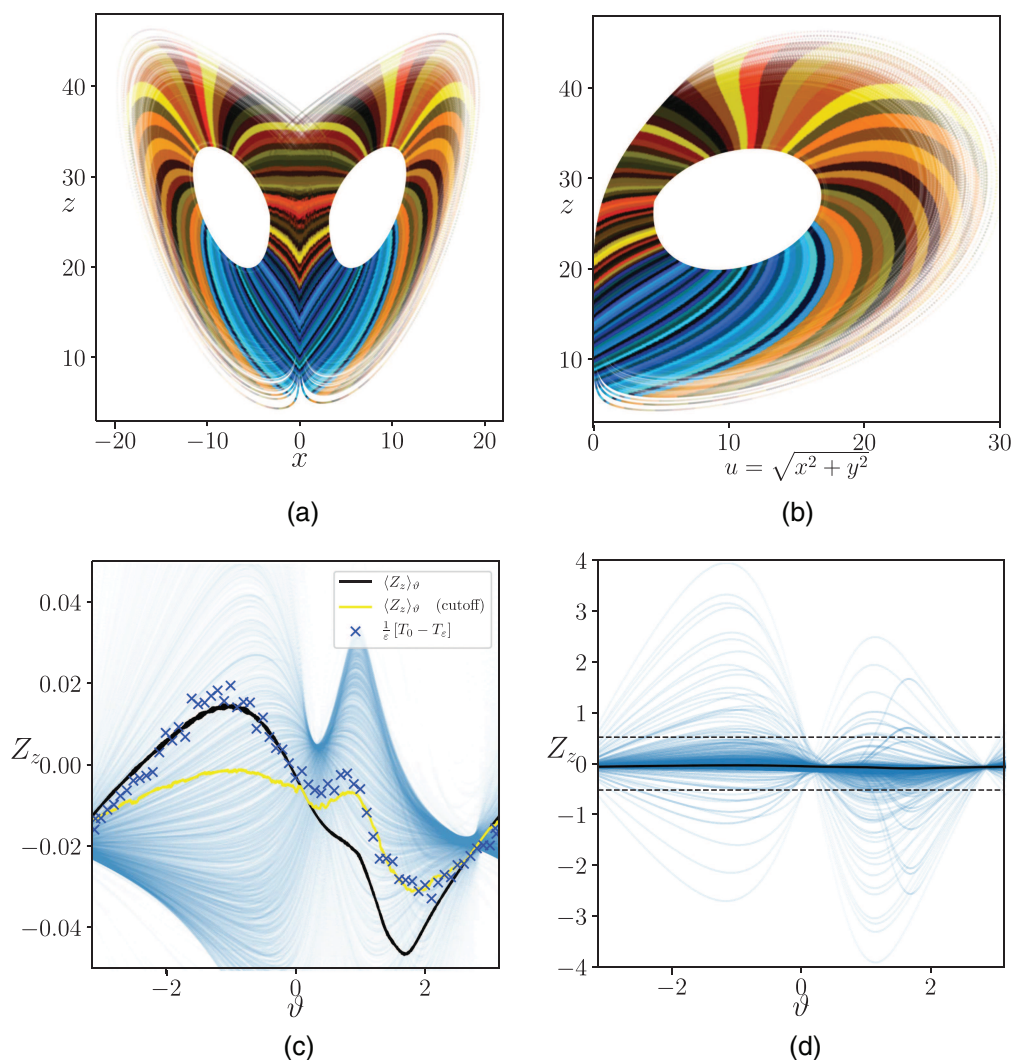 40
30
z
20
10
−20
−10
0
10
20
x
(a)
40
30
z
20
10
0
10
20
30
u = √x² + y²
(b)
0.04
0.02
Z_z
0.00
−0.02
−0.04
⟨Z_z⟩_ϑ
⟨Z_z⟩_ϑ (cutoff)
1/ε [T_0 − T_ε]
−2
0
2
ϑ
(c)
4
3
2
1
Z_z
0
−1
−2
−3
−4
−2
0
2
ϑ
(d)